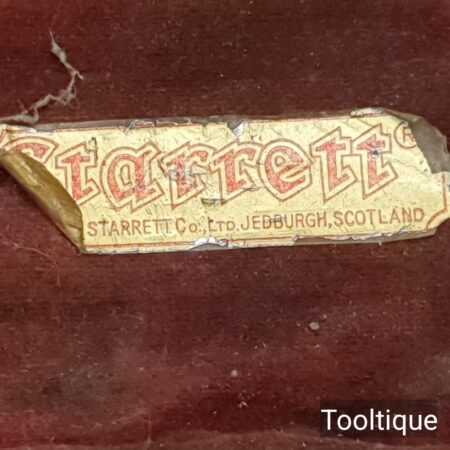 Starrett®
STARRETT Co., LTD. JEDBURGH, SCOTLAND
Tooltique